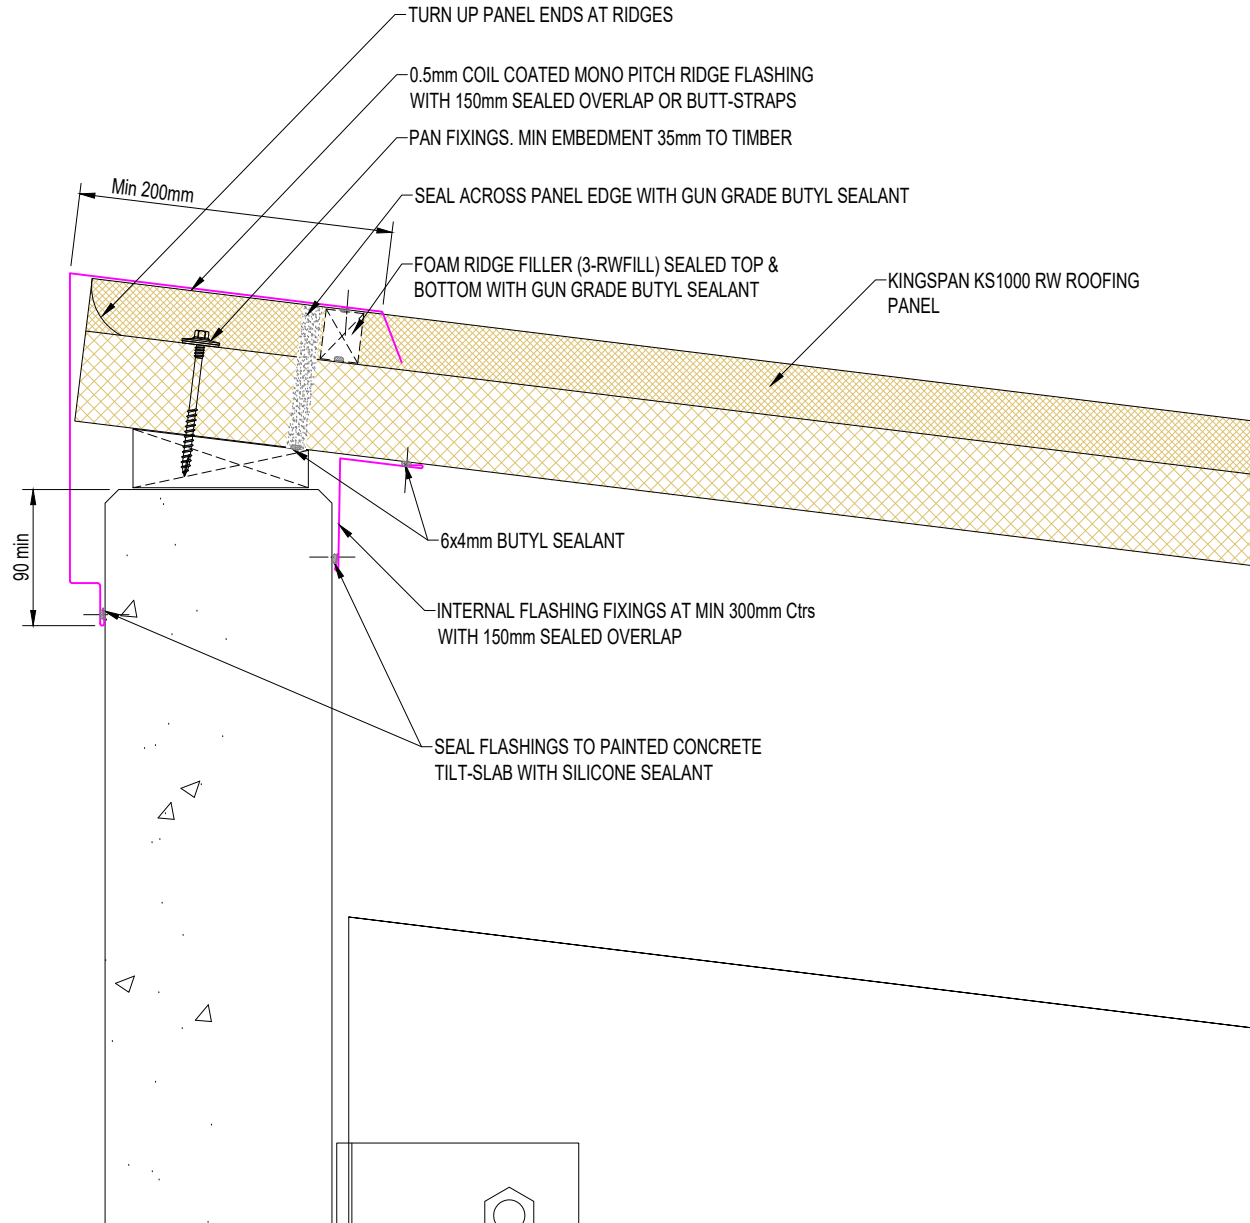 TURN UP PANEL ENDS AT RIDGES
0.5mm COIL COATED MONO PITCH RIDGE FLASHING
WITH 150mm SEALED OVERLAP OR BUTT-STRAPS
PAN FIXINGS. MIN EMBEDMENT 35mm TO TIMBER
Min 200mm
SEAL ACROSS PANEL EDGE WITH GUN GRADE BUTYL SEALANT
FOAM RIDGE FILLER (3-RWFILL) SEALED TOP &
BOTTOM WITH GUN GRADE BUTYL SEALANT
KINGSPAN KS1000 RW ROOFING
PANEL
6x4mm BUTYL SEALANT
90 min
INTERNAL FLASHING FIXINGS AT MIN 300mm Ctrs
WITH 150mm SEALED OVERLAP
SEAL FLASHINGS TO PAINTED CONCRETE
TILT-SLAB WITH SILICONE SEALANT